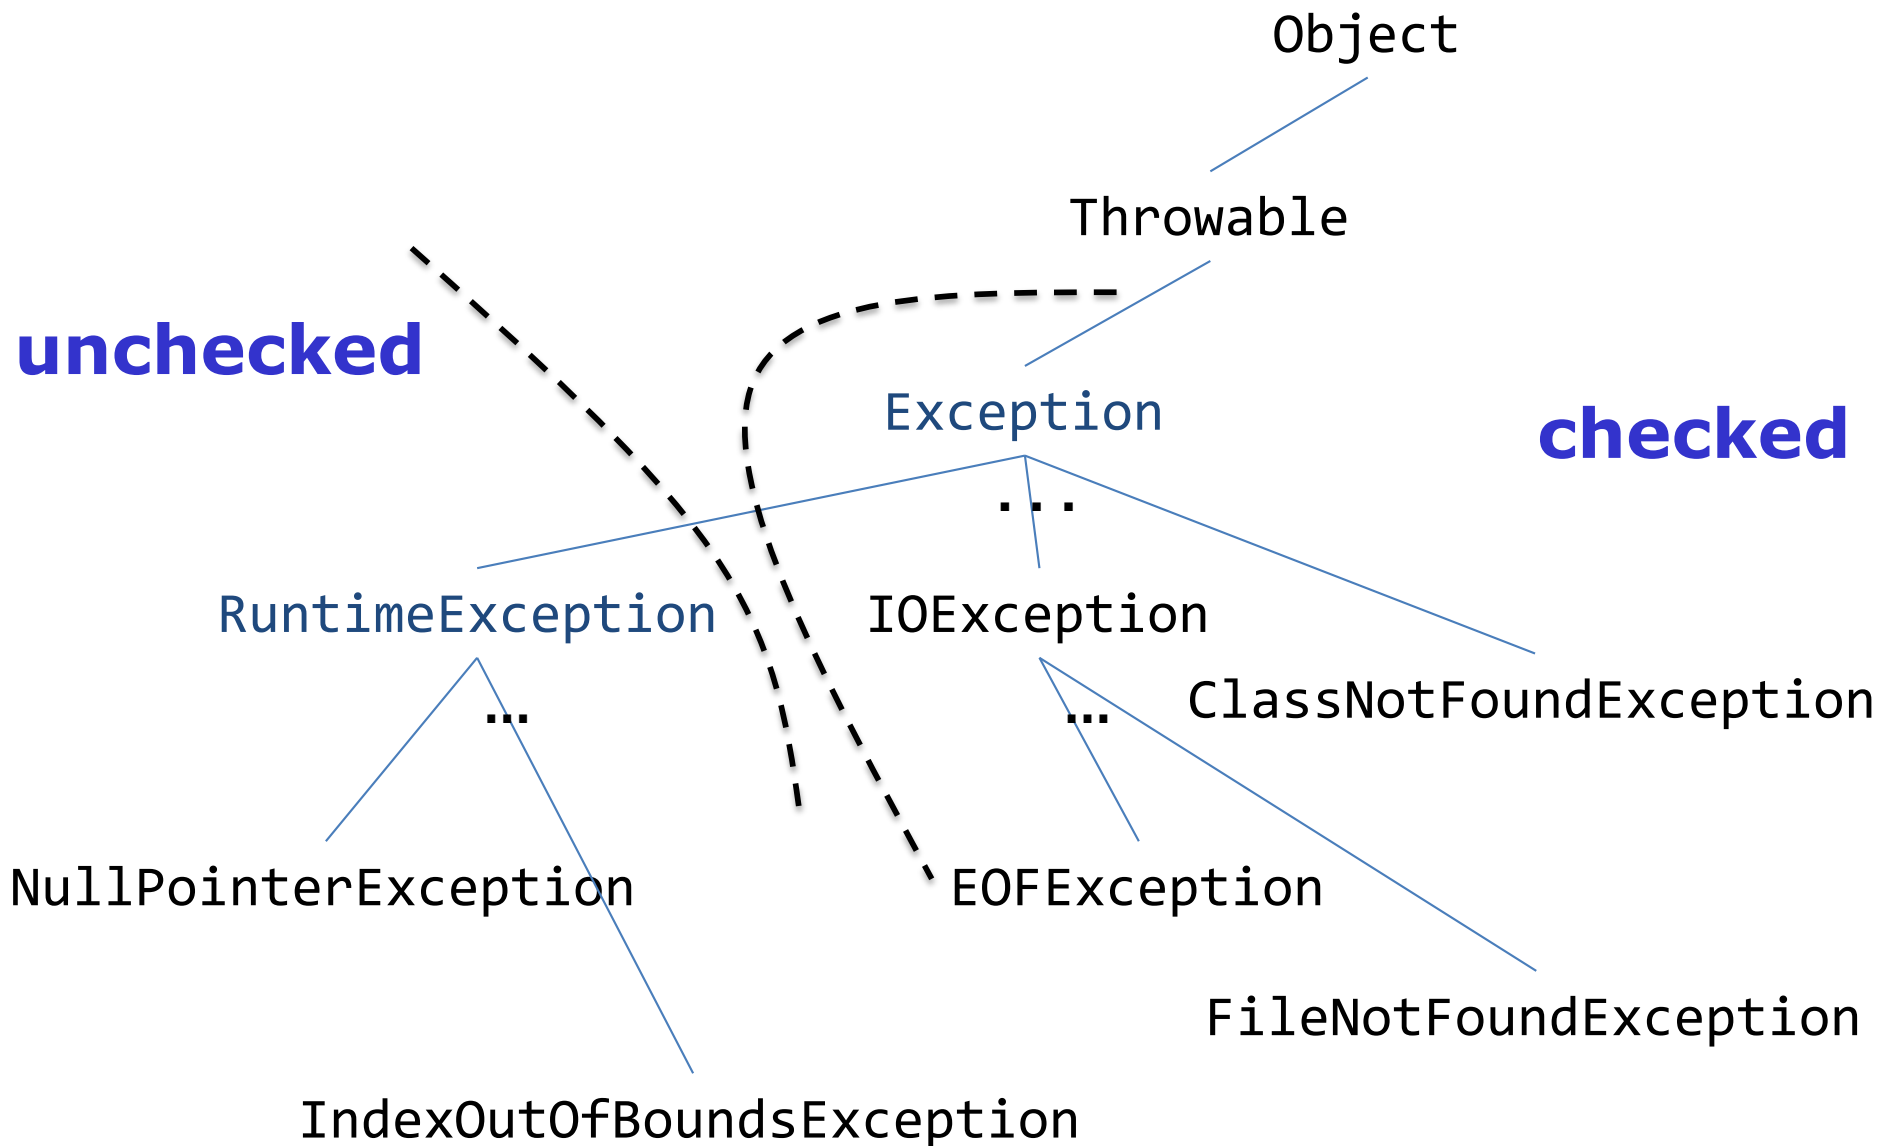 Object
Throwable
unchecked
Exception
checked
...
RuntimeException
IOException
ClassNotFoundException
...
...
NullPointerException
EOFException
FileNotFoundException
IndexOutOfBoundsException